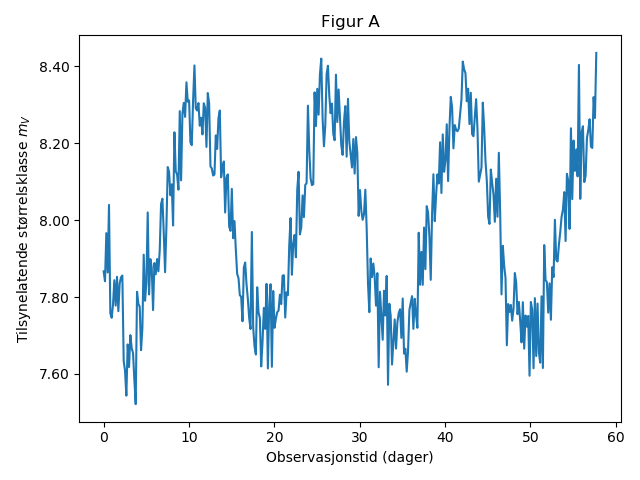 Figur A
8.40
8.20
8.00
7.80
7.60
Tilsynelatende størrelsklasse m_V
0 10 20 30 40 50 60
Observasjonstid (dager)